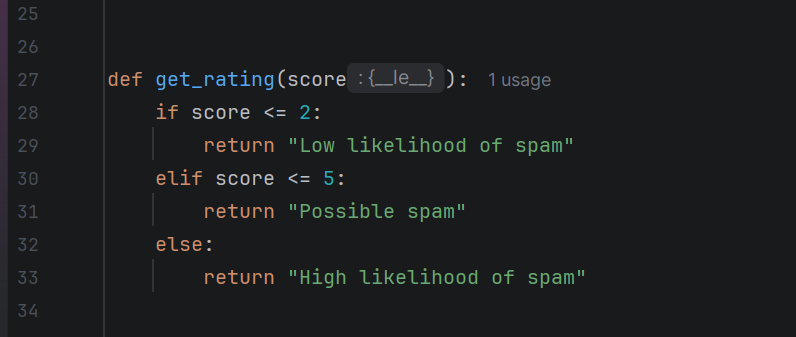 25
26
27 def get_rating(score : {__le__} ): 1 usage
28 if score <= 2:
29 return "Low likelihood of spam"
30 elif score <= 5:
31 return "Possible spam"
32 else:
33 return "High likelihood of spam"
34